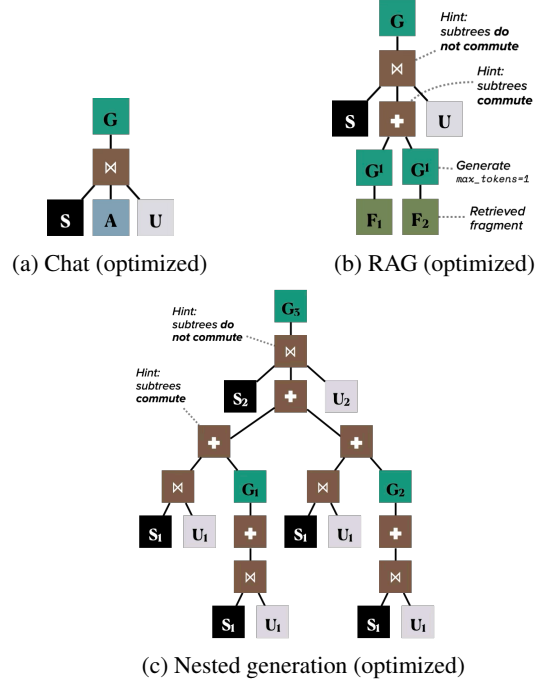 G
⋈
S A U
(a) Chat (optimized)
G
Hint:
subtrees do
not commute
⋈
Hint:
subtrees
commute
S + U
G¹ G¹
Generate
max_tokens=1
F₁ F₂
Retrieved
fragment
(b) RAG (optimized)
G₃
Hint:
subtrees do
not commute
⋈
S₂ + U₂
Hint:
subtrees
commute
+ +
⋈ G₁ ⋈ G₂
S₁ U₁ + S₁ U₁ +
⋈ ⋈
S₁ U₁ S₁ U₁
(c) Nested generation (optimized)